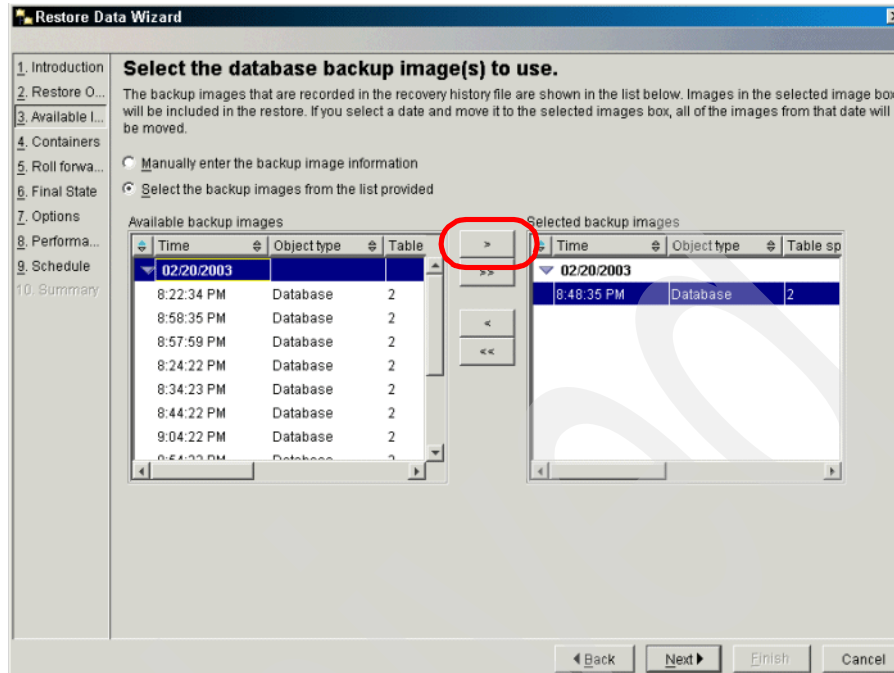 Restore Data Wizard
1. Introduction
2. Restore O...
3. Available I...
4. Containers
5. Roll forwa...
6. Final State
7. Options
8. Performa...
9. Schedule
10. Summary
Select the database backup image(s) to use.
The backup images that are recorded in the recovery history file are shown in the list below. Images in the selected image box
will be included in the restore. If you select a date and move it to the selected images box, all of the images from that date will
be moved.
Manually enter the backup image information
Select the backup images from the list provided
Available backup images
Time Object type Table
02/20/2003
8:22:34 PM Database 2
8:58:35 PM Database 2
8:57:59 PM Database 2
8:24:22 PM Database 2
8:34:23 PM Database 2
8:44:22 PM Database 2
9:04:22 PM Database 2
PM Database 2
>
>>
<
<<
Selected backup images
Time Object type Table sp
02/20/2003
8:48:35 PM Database 2
Back
Next
Finish
Cancel